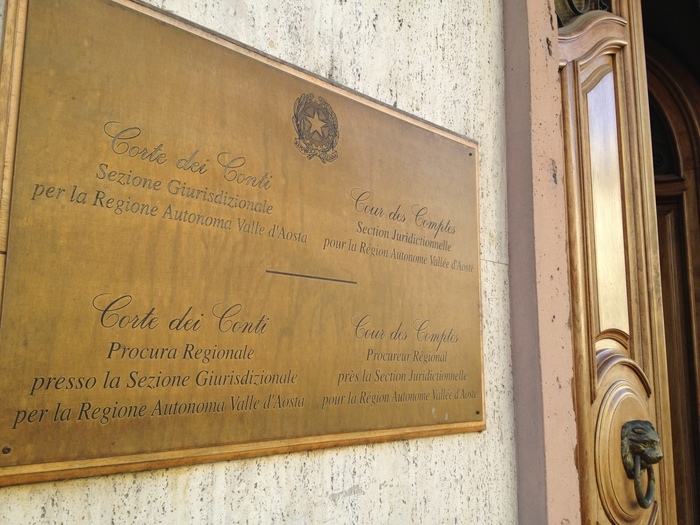 Corte dei Conti
Sezione Giurisdizionale
per la Regione Autonoma Valle d'Aosta
Cour des Comptes
Section Juridictionnelle
pour la Région Autonome Vallée d'Aoste
Corte dei Conti
Procura Regionale
presso la Sezione Giurisdizionale
per la Regione Autonoma Valle d'Aosta
Cour des Comptes
Procureur Régional
près la Section Juridictionnelle
pour la Région Autonome Vallée d'Aoste